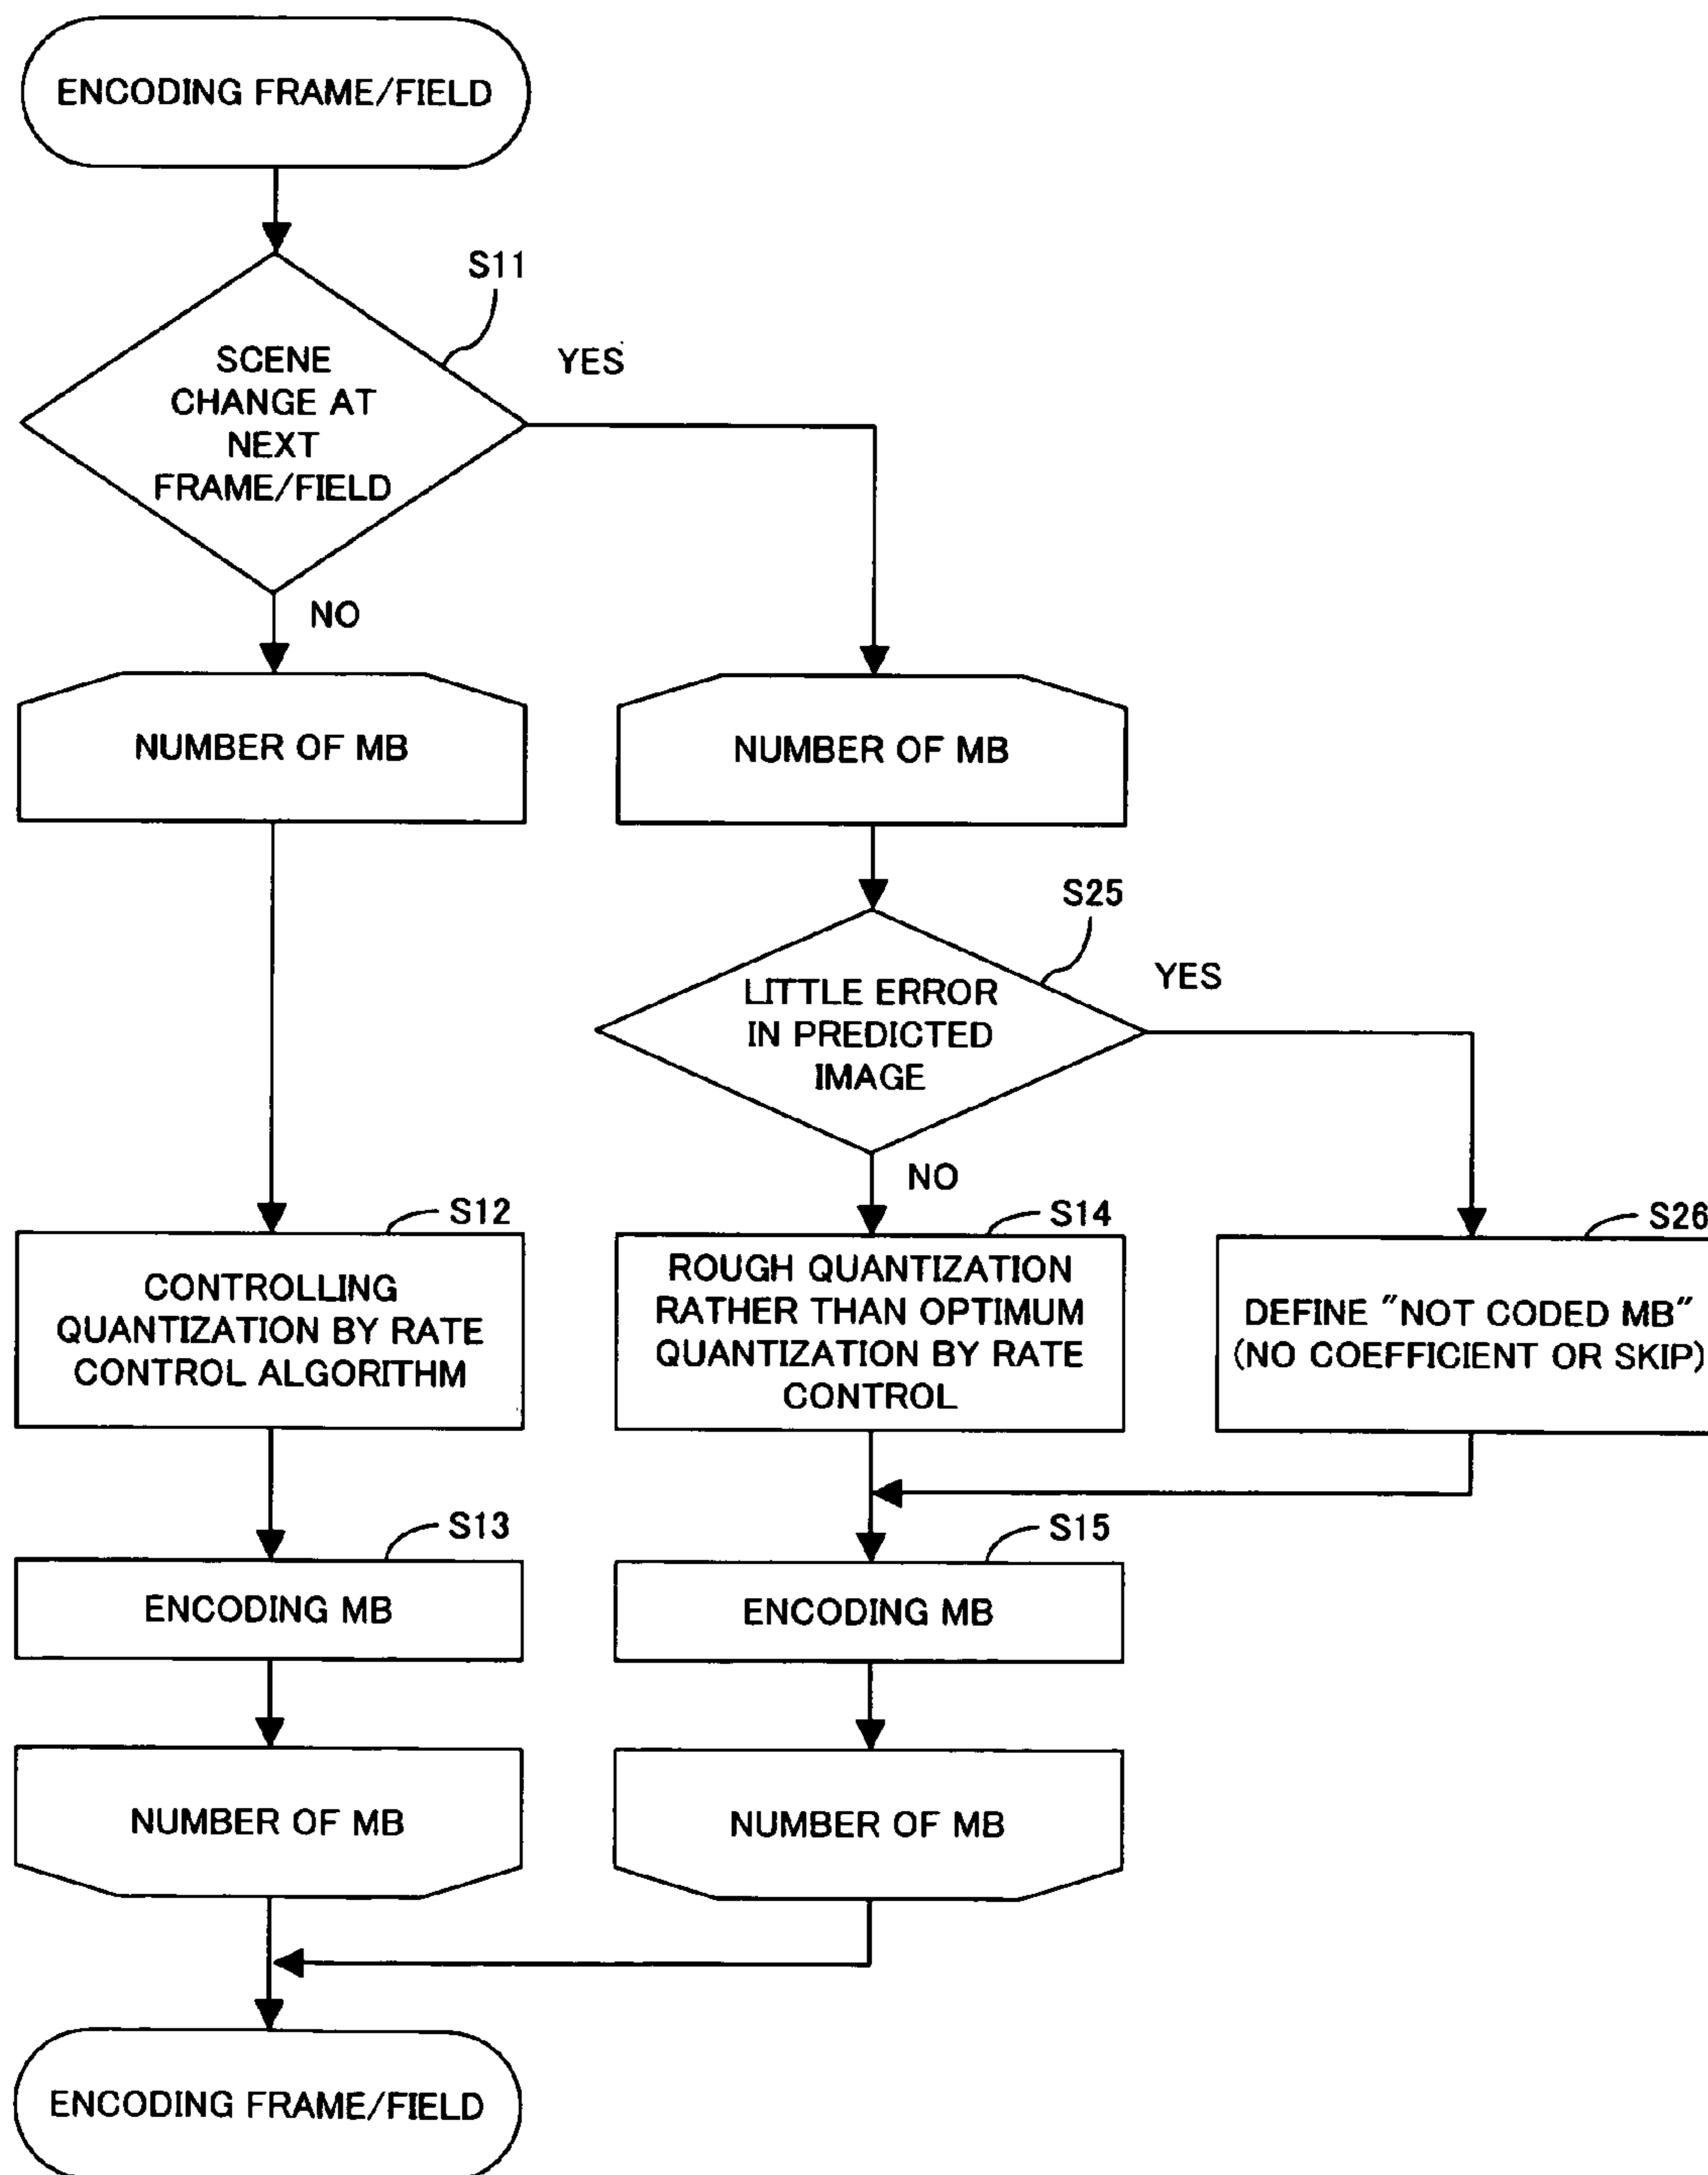 ENCODING FRAME/FIELD
S11
SCENE
CHANGE AT
NEXT
FRAME/FIELD
YES
NO
NUMBER OF MB
NUMBER OF MB
S25
LITTLE ERROR
IN PREDICTED
IMAGE
YES
NO
S12
CONTROLLING
QUANTIZATION BY RATE
CONTROL ALGORITHM
S14
ROUGH QUANTIZATION
RATHER THAN OPTIMUM
QUANTIZATION BY RATE
CONTROL
S26
DEFINE "NOT CODED MB"
(NO COEFFICIENT OR SKIP)
S13
ENCODING MB
S15
ENCODING MB
NUMBER OF MB
NUMBER OF MB
ENCODING FRAME/FIELD